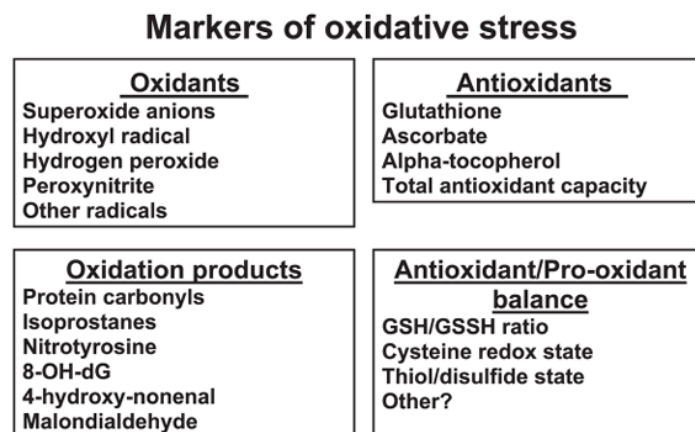 Markers of oxidative stress
Oxidants
Superoxide anions
Hydroxyl radical
Hydrogen peroxide
Peroxynitrite
Other radicals
Antioxidants
Glutathione
Ascorbate
Alpha-tocopherol
Total antioxidant capacity
Oxidation products
Protein carbonyls
Isoprostanes
Nitrotyrosine
8-OH-dG
4-hydroxy-nonenal
Malondialdehyde
Antioxidant/Pro-oxidant
balance
GSH/GSSH ratio
Cysteine redox state
Thiol/disulfide state
Other?